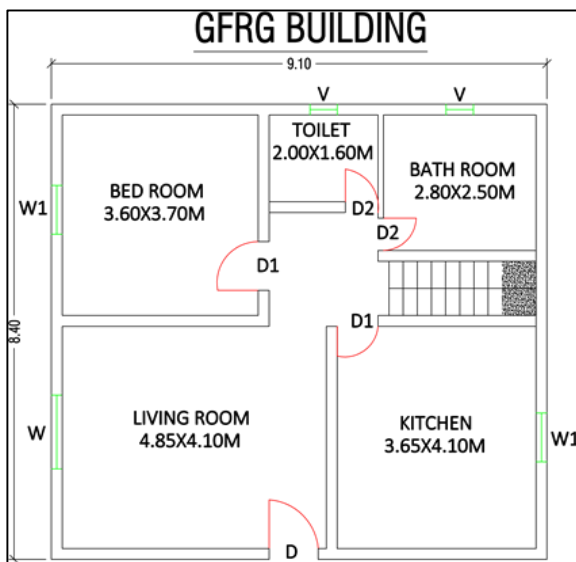 GFRG BUILDING
9.10
V
V
TOILET
2.00X1.60M
BATH ROOM
2.80X2.50M
BED ROOM
3.60X3.70M
W1
D2
D2
D1
8.40
D1
LIVING ROOM
4.85X4.10M
W
KITCHEN
3.65X4.10M
W1
D